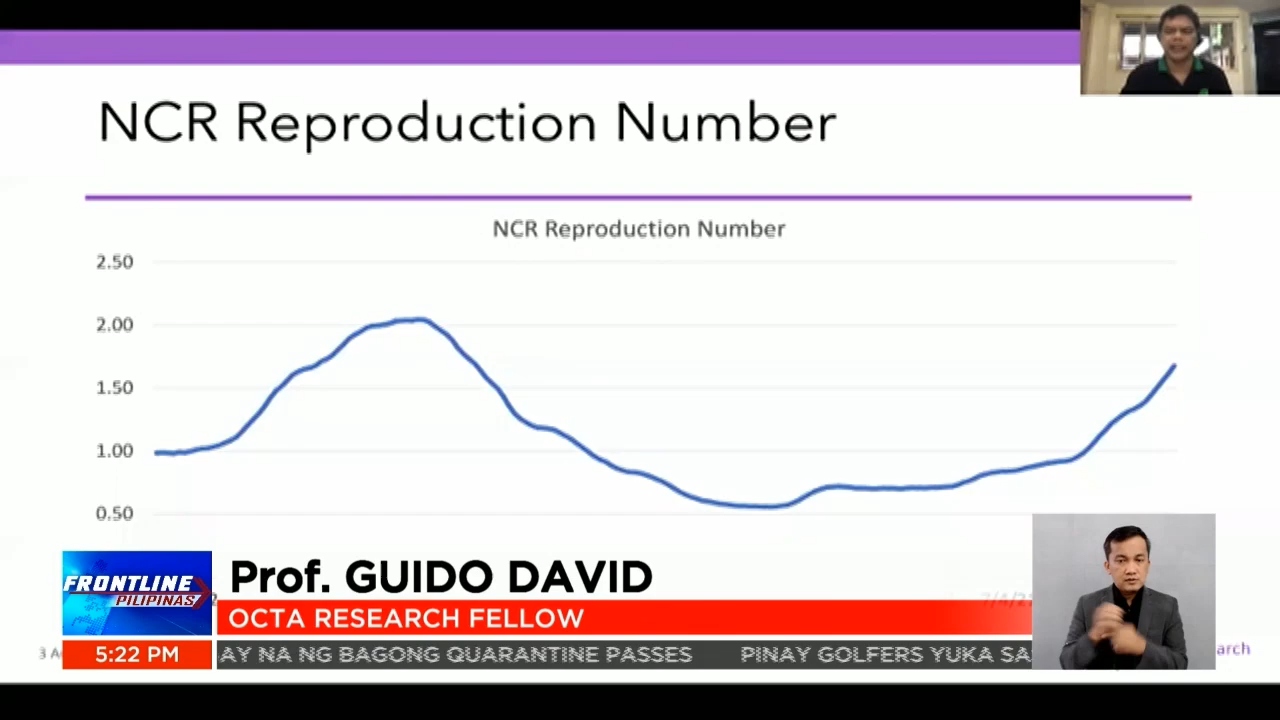 NCR Reproduction Number
NCR Reproduction Number
2.50
2.00
1.50
1.00
0.50
FRONTLINE
PILIPINAS
Prof. GUIDO DAVID
OCTA RESEARCH FELLOW
5:22 PM
AY NA NG BAGONG QUARANTINE PASSES
PINAY GOLFERS YUKA SA